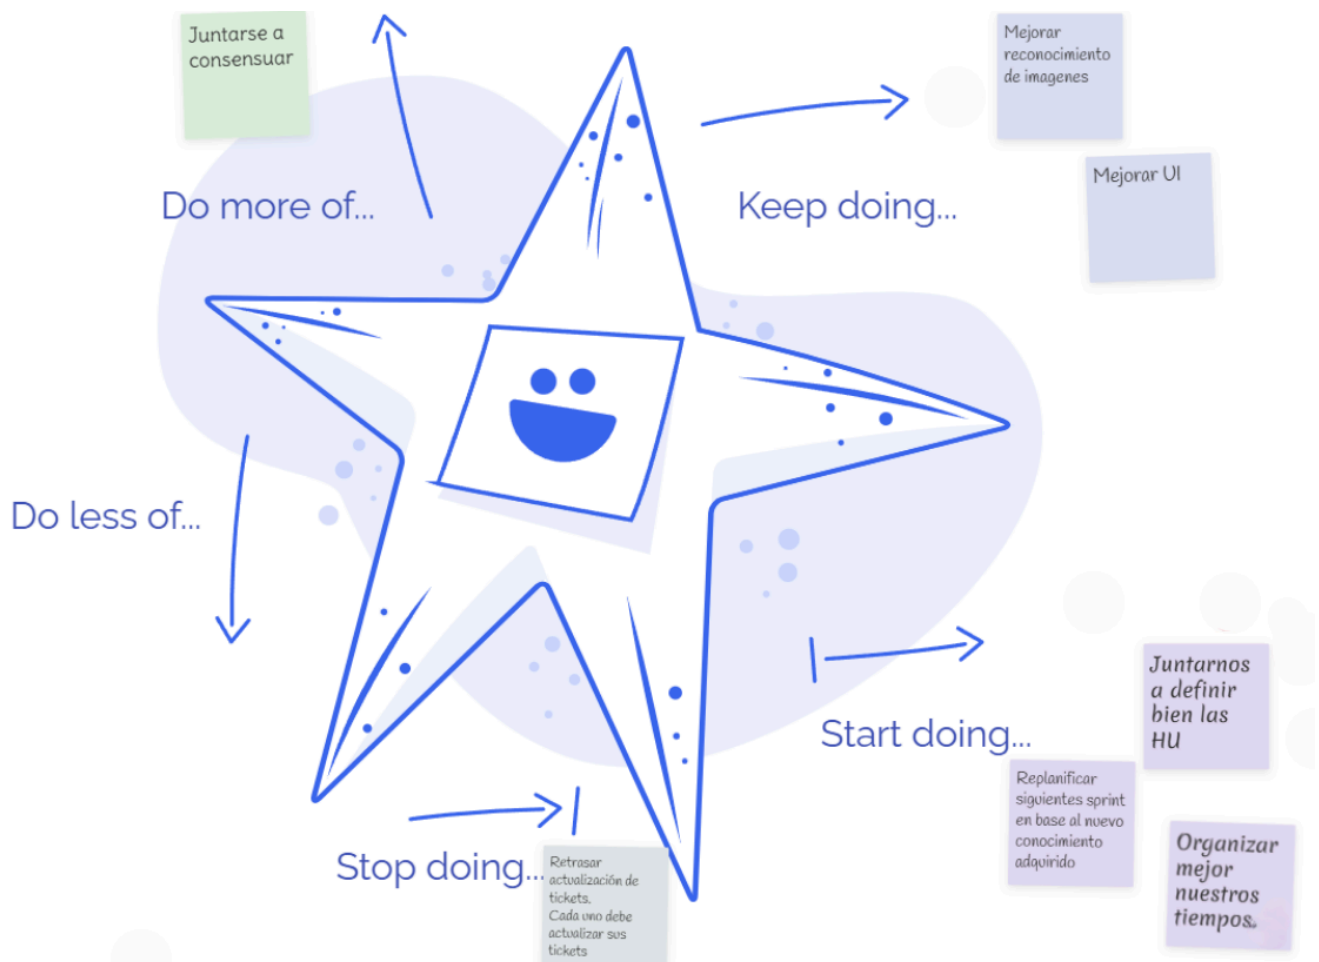 Juntarse a
consensuar
Mejorar
reconocimiento
de imagenes
Mejorar UI
Do more of...
Keep doing...
Do less of...
Start doing...
Juntarnos
a definir
bien las
HU
Replanificar
siguientes sprint
en base al nuevo
conocimiento
adquirido
Organizar
mejor
nuestros
tiempos.
Stop doing...
Retrasar
actualización de
tickets.
Cada uno debe
actualizar sus
tickets